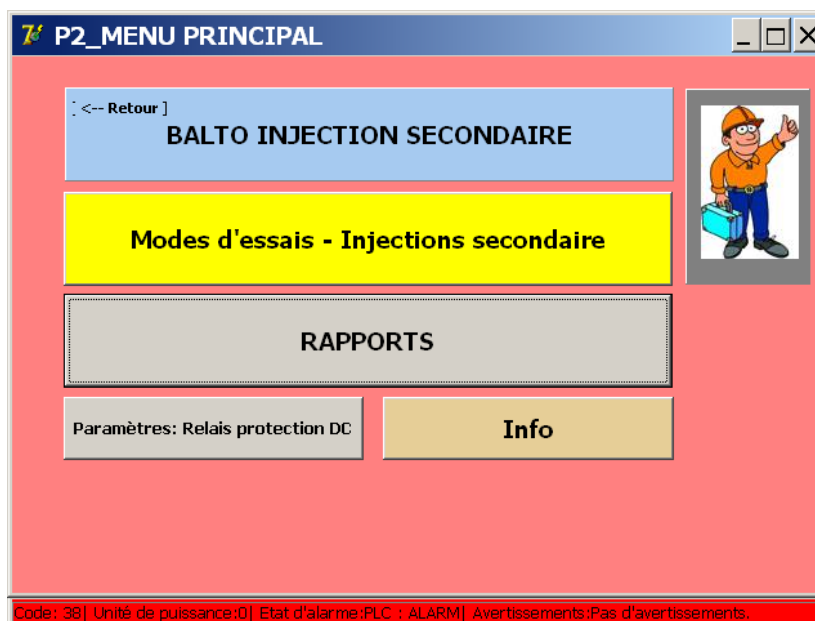 P2_MENU PRINCIPAL
[ <-- Retour ]
BALTO INJECTION SECONDAIRE
Modes d'essais - Injections secondaire
RAPPORTS
Paramètres: Relais protection DC
Info
Code: 38| Unité de puissance:0| Etat d'alarme:PLC : ALARM| Avertissements:Pas d'avertissements.